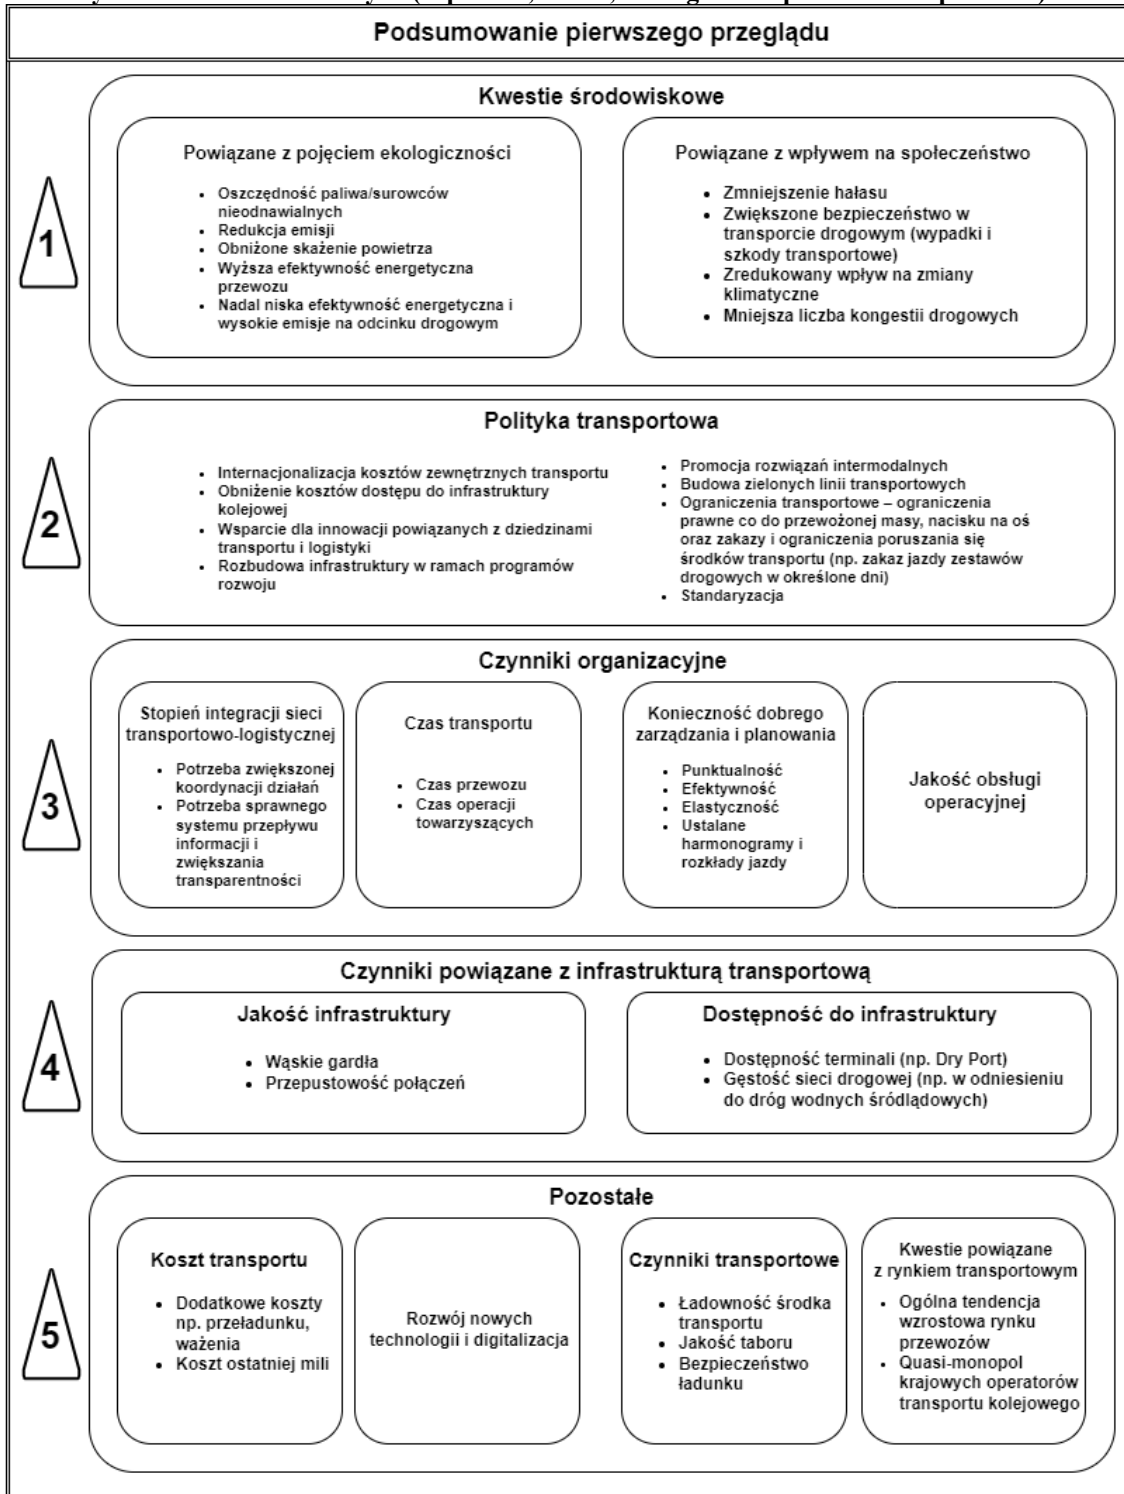 Podsumowanie pierwszego przeglądu
Kwestie środowiskowe
1
Powiązane z pojęciem ekologiczności
• Oszczędność paliwa/surowców
nieodnawialnych
• Redukcja emisji
• Obniżone skażenie powietrza
• Wyższa efektywność energetyczna
przewozu
• Nadal niska efektywność energetyczna i
wysokie emisje na odcinku drogowym
Powiązane z wpływem na społeczeństwo
• Zmniejszenie hałasu
• Zwiększone bezpieczeństwo w
transporcie drogowym (wypadki i
szkody transportowe)
• Zredukowany wpływ na zmiany
klimatyczne
• Mniejsza liczba kongestii drogowych
Polityka transportowa
2
• Internacjonalizacja kosztów zewnętrznych transportu
• Obniżenie kosztów dostępu do infrastruktury
kolejowej
• Wsparcie dla innowacji powiązanych z dziedzinami
transportu i logistyki
• Rozbudowa infrastruktury w ramach programów
rozwoju
• Promocja rozwiązań intermodalnych
• Budowa zielonych linii transportowych
• Ograniczenia transportowe – ograniczenia
prawne co do przewożonej masy, nacisku na oś
oraz zakazy i ograniczenia poruszania się
środków transportu (np. zakaz jazdy zestawów
drogowych w określone dni)
• Standaryzacja
Czynniki organizacyjne
3
Stopień integracji sieci
transportowo-logistycznej
• Potrzeba zwiększonej
koordynacji działań
• Potrzeba sprawnego
systemu przepływu
informacji i
zwiększania
transparentności
Czas transportu
• Czas przewozu
• Czas operacji
towarzyszących
Konieczność dobrego
zarządzania i planowania
• Punktualność
• Efektywność
• Elastyczność
• Ustalane
harmonogramy i
rozkłady jazdy
Jakość obsługi
operacyjnej
Czynniki powiązane z infrastrukturą transportową
4
Jakość infrastruktury
• Wąskie gardła
• Przepustowość połączeń
Dostępność do infrastruktury
• Dostępność terminali (np. Dry Port)
• Gęstość sieci drogowej (np. w odniesieniu
do dróg wodnych śródlądowych)
Pozostałe
5
Koszt transportu
• Dodatkowe koszty
np. przeładunku,
ważenia
• Koszt ostatniej mili
Rozwój nowych
technologii i digitalizacja
Czynniki transportowe
• Ładowność środka
transportu
• Jakość taboru
• Bezpieczeństwo
ładunku
Kwestie powiązane
z rynkiem transportowym
• Ogólna tendencja
wzrostowa rynku
przewozów
• Quasi-monopol
krajowych operatorów
transportu kolejowego